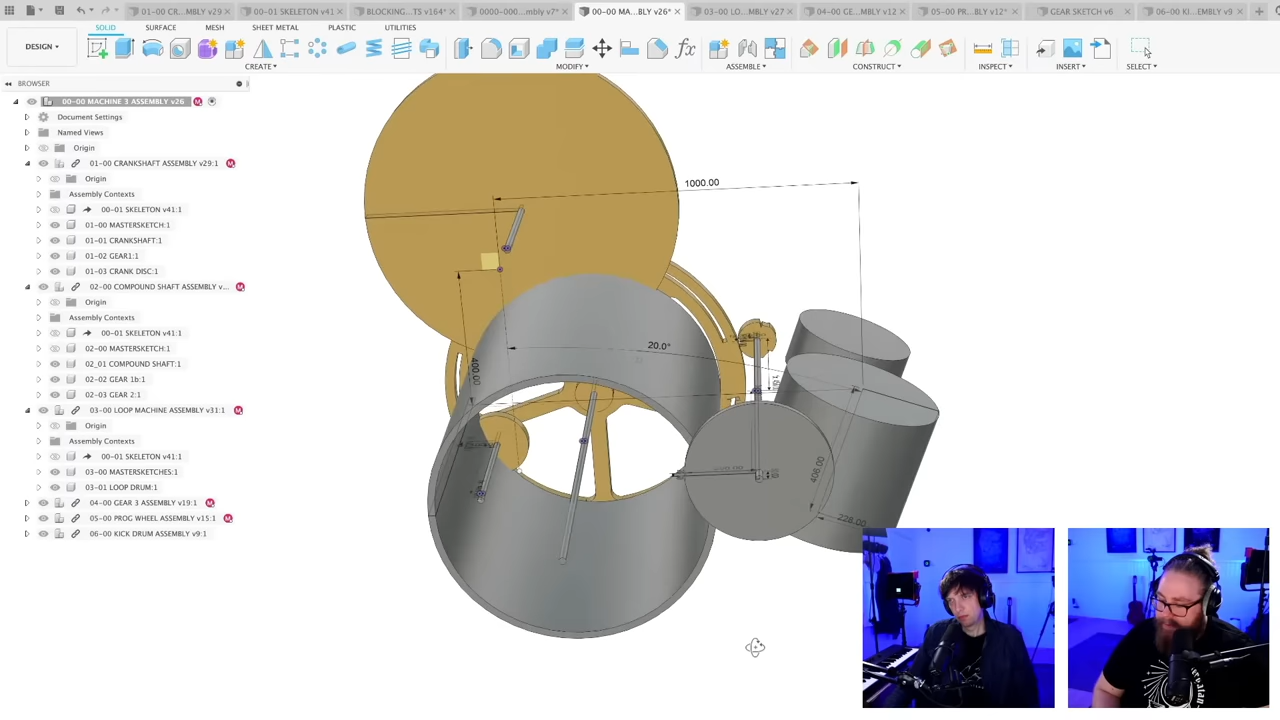 01-00 CR...MBLY v29
00-01 SKELETON v41
BLOCKING...TS v164*
0000-000...mbly v7*
00-00 MA...BLY v26*
03-00 LO...MBLY v27
04-00 GE...MBLY v12
05-00 PR...BLY v12*
GEAR SKETCH v6
06-00 KI...EMBLY v9
SOLID
SURFACE
MESH
SHEET METAL
PLASTIC
UTILITIES
DESIGN
CREATE
MODIFY
ASSEMBLE
CONSTRUCT
INSPECT
INSERT
SELECT
BROWSER
00-00 MACHINE 3 ASSEMBLY v26
Document Settings
Named Views
Origin
01-00 CRANKSHAFT ASSEMBLY v29:1
Origin
Assembly Contexts
00-01 SKELETON v41:1
01-00 MASTERSKETCH:1
01-01 CRANKSHAFT:1
01-02 GEAR1:1
01-03 CRANK DISC:1
02-00 COMPOUND SHAFT ASSEMBLY v...
Origin
Assembly Contexts
00-01 SKELETON v41:1
02-00 MASTERSKETCH:1
02_01 COMPOUND SHAFT:1
02-02 GEAR 1b:1
02-03 GEAR 2:1
03-00 LOOP MACHINE ASSEMBLY v31:1
Origin
Assembly Contexts
00-01 SKELETON v41:1
03-00 MASTERSKETCHES:1
03-01 LOOP DRUM:1
04-00 GEAR 3 ASSEMBLY v19:1
05-00 PROG WHEEL ASSEMBLY v15:1
06-00 KICK DRUM ASSEMBLY v9:1
1000.00
20.0°
400.00
406.00
228.00